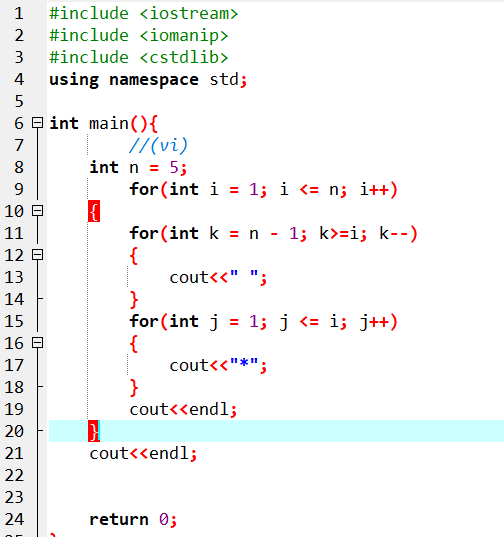 1 #include <iostream>
2 #include <iomanip>
3 #include <cstdlib>
4 using namespace std;
5
6 int main(){
7 //(vi)
8 int n = 5;
9 for(int i = 1; i <= n; i++)
10 {
11 for(int k = n - 1; k>=i; k--)
12 {
13 cout<<" ";
14 }
15 for(int j = 1; j <= i; j++)
16 {
17 cout<<"*";
18 }
19 cout<<endl;
20 }
21 cout<<endl;
22
23
24 return 0;